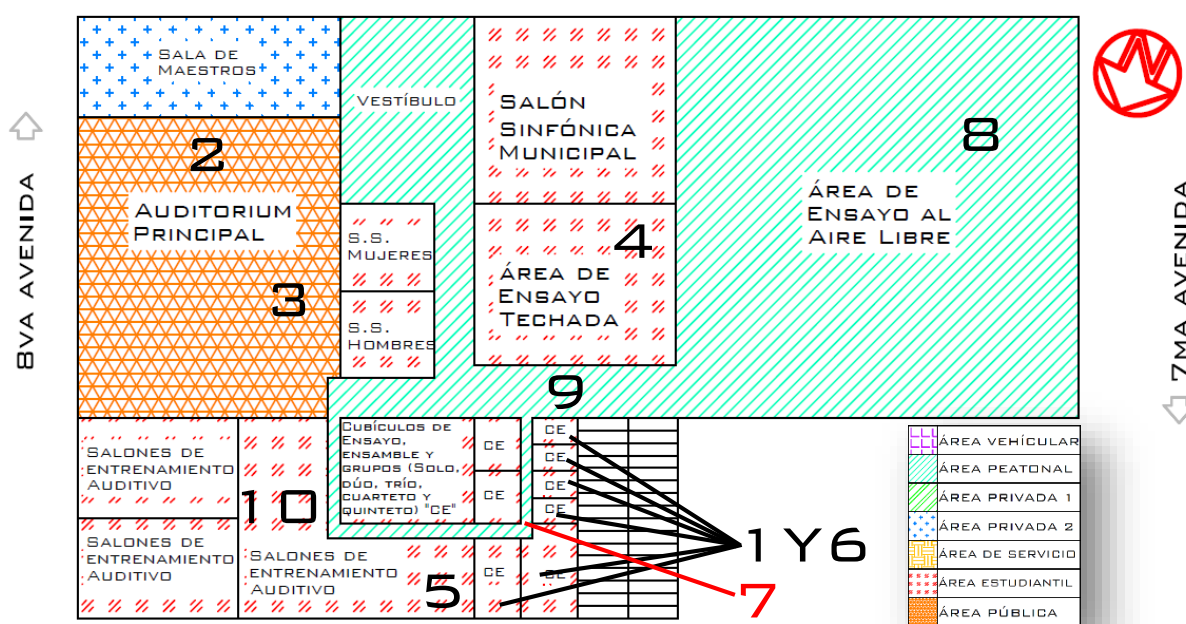 SALA DE
MAESTROS
VESTÍBULO
SALÓN
SINFÓNICA
MUNICIPAL
8
N
2
AUDITORIUM
PRINCIPAL
ÁREA DE
ENSAYO AL
AIRE LIBRE
8VA AVENIDA
7MA AVENIDA
S.S.
MUJERES
4
ÁREA DE
ENSAYO
TECHADA
3
S.S.
HOMBRES
9
SALONES DE
ENTRENAMIENTO
AUDITIVO
10
CUBÍCULOS DE
ENSAYO,
ENSAMBLE Y
GRUPOS (SOLO,
DÚO, TRÍO,
CUARTETO Y
QUINTETO) "CE"
CE
CE
CE
CE
CE
CE
1 Y 6
7
SALONES DE
ENTRENAMIENTO
AUDITIVO
SALONES DE
ENTRENAMIENTO
AUDITIVO
5
CE
CE
ÁREA VEHÍCULAR
ÁREA PEATONAL
ÁREA PRIVADA 1
ÁREA PRIVADA 2
ÁREA DE SERVICIO
ÁREA ESTUDIANTIL
ÁREA PÚBLICA